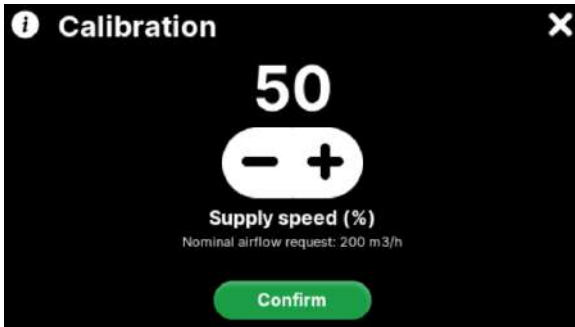 i Calibration
50
Supply speed (%)
Nominal airflow request: 200 m3/h
Confirm